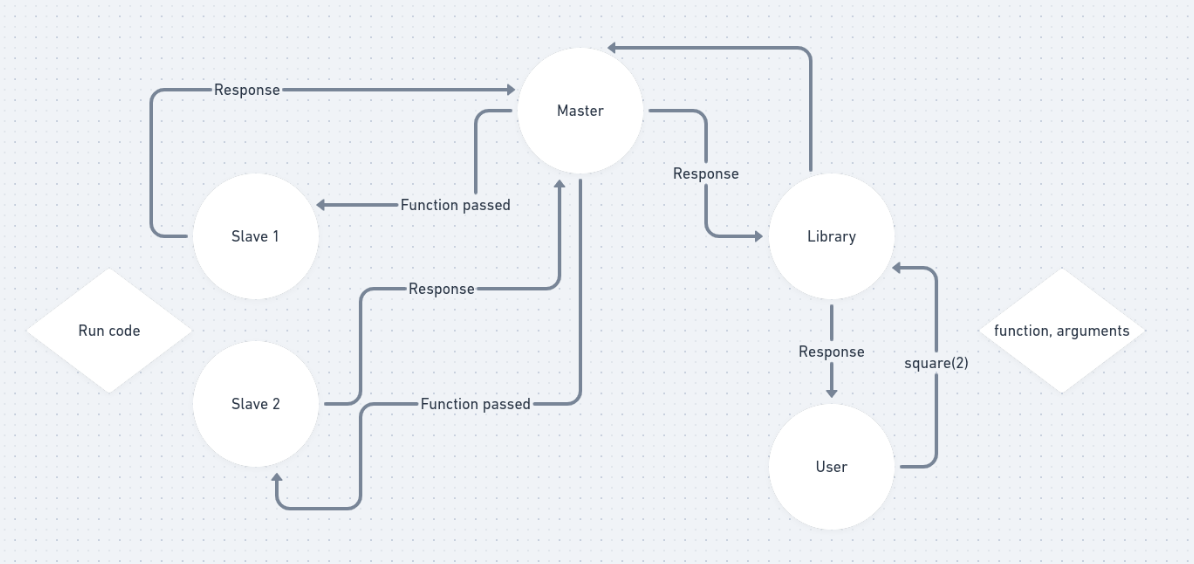 Response
Master
Response
Function passed
Slave 1
Library
Response
Run code
function, arguments
Response
square(2)
Slave 2
Function passed
User